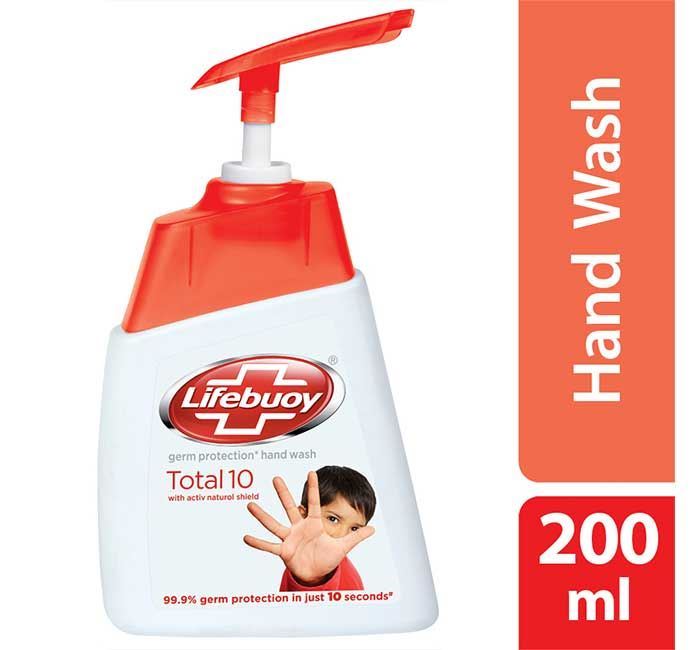 Lifebuoy
®
germ protection* hand wash
Total 10
with activ naturol shield
99.9% germ protection in just 10 seconds#
Hand Wash
200
ml